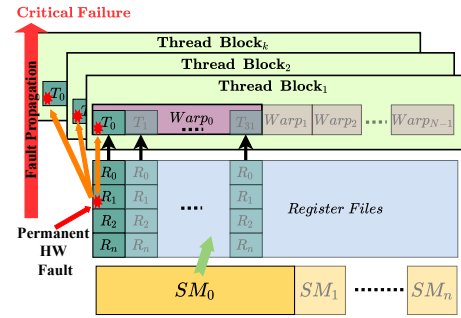 Critical Failure
Thread Block_k
Thread Block_2
Thread Block_1
Fault Propagation
T_0 T_1 Warp_0 ..... T_31 Warp_1 Warp_2 ..... Warp_{N-1}
R_0 R_0 R_0
R_1 R_1 ..... R_1 Register Files
R_2 R_2 R_2
R_n R_n R_n
Permanent
HW
Fault
SM_0 SM_1 ........ SM_n